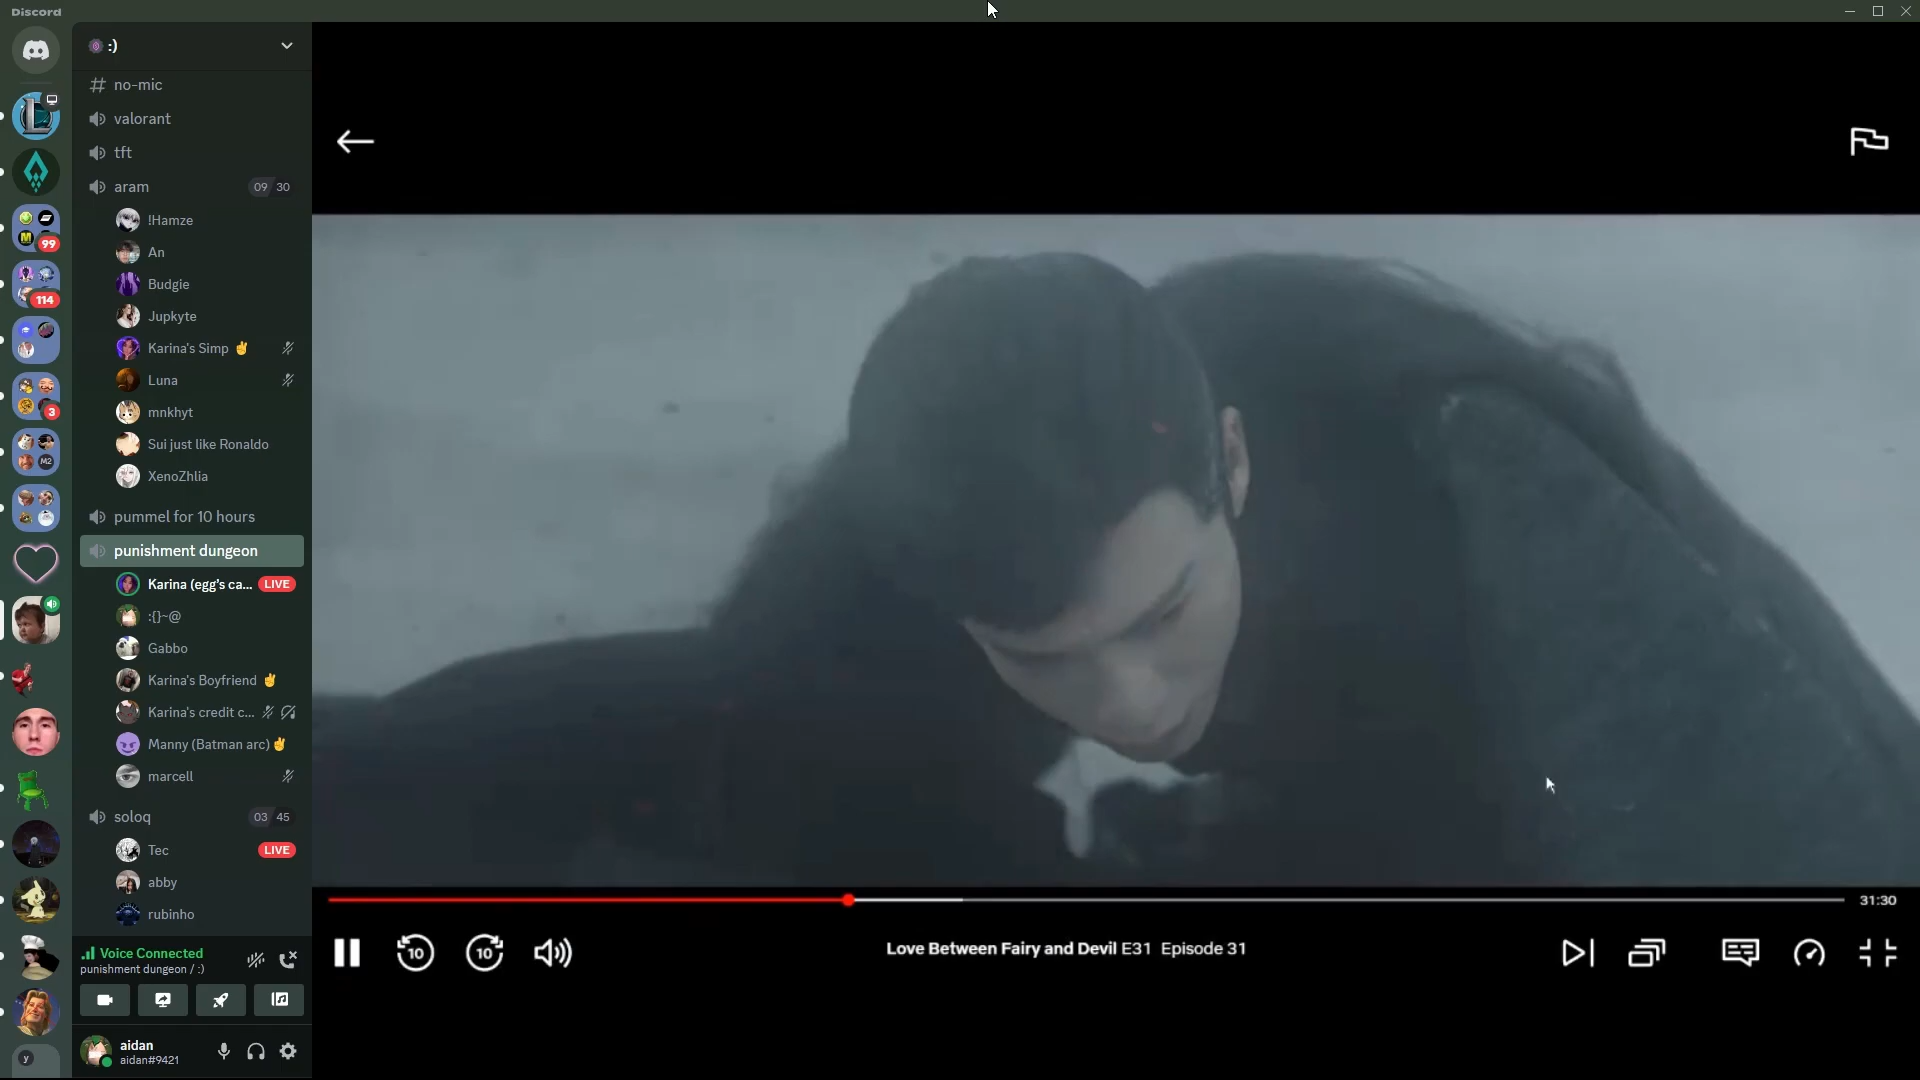 Discord
:)
no-mic
valorant
tft
aram 09 30
!Hamze
An
Budgie
Jupkyte
Karina's Simp ✌
Luna
mnkhyt
Sui just like Ronaldo
XenoZhlia
pummel for 10 hours
punishment dungeon
Karina (egg's ca... LIVE
:{}~@
Gabbo
Karina's Boyfriend ✌
Karina's credit c...
Manny (Batman arc) ✌
marcell
soloq 03 45
Tec LIVE
abby
rubinho
Voice Connected
punishment dungeon / :)
aidan
aidan#9421
99
114
3
M2
y
31:30
10
10
Love Between Fairy and Devil E31 Episode 31